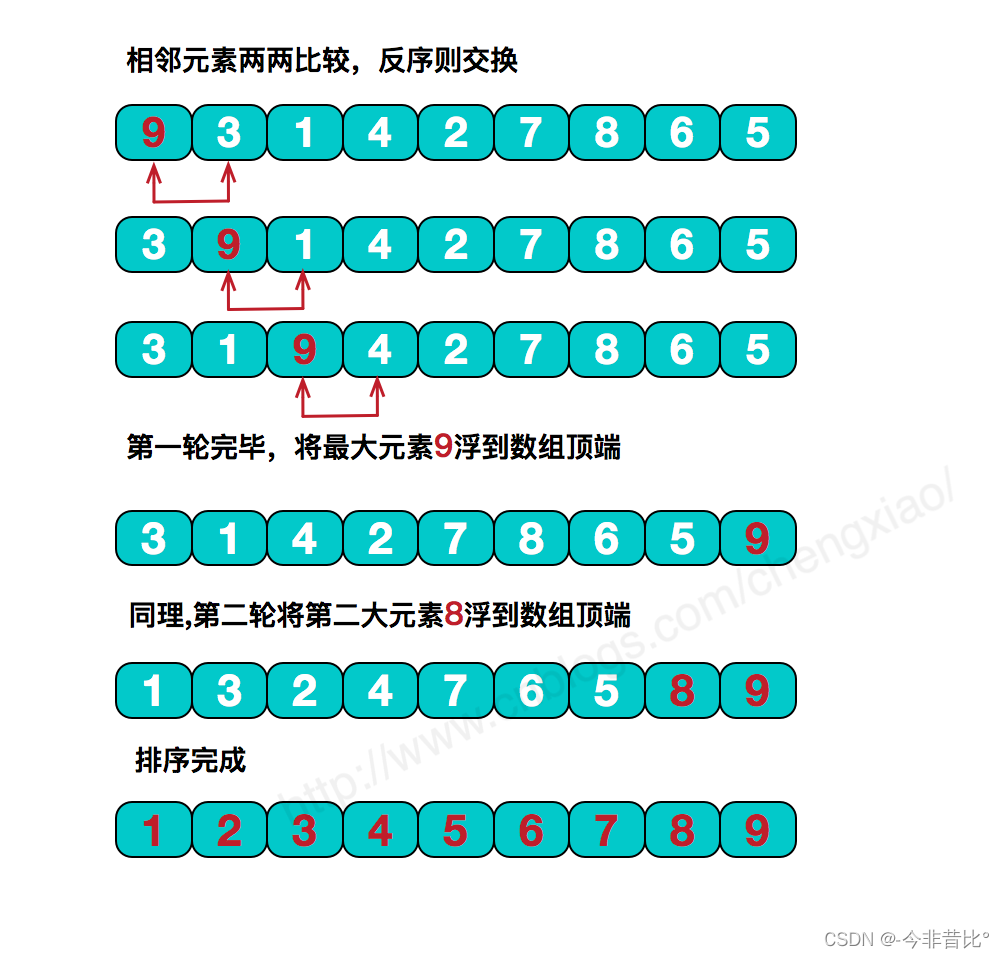 相邻元素两两比较，反序则交换
9 3 1 4 2 7 8 6 5
3 9 1 4 2 7 8 6 5
3 1 9 4 2 7 8 6 5
第一轮完毕，将最大元素9浮到数组顶端
3 1 4 2 7 8 6 5 9
同理,第二轮将第二大元素8浮到数组顶端
1 3 2 4 7 6 5 8 9
排序完成
1 2 3 4 5 6 7 8 9
http://www.cnblogs.com/chengxiao/
CSDN @-今非昔比°